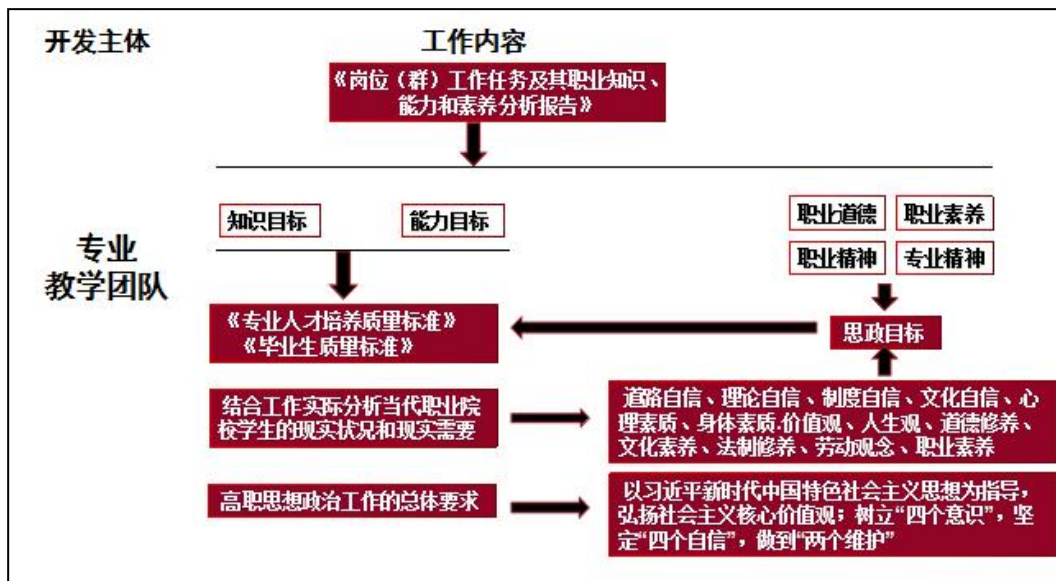 开发主体
工作内容
《岗位（群）工作任务及其职业知识、
能力和素养分析报告》
知识目标
能力目标
职业道德
职业素养
专业
教学团队
职业精神
专业精神
《专业人才培养质量标准》
《毕业生质量标准》
思政目标
结合工作实际分析当代职业院
校学生的现实状况和现实需要
道路自信、理论自信、制度自信、文化自信、心
理素质、身体素质.价值观、人生观、道德修养、
文化素养、法制修养、劳动观念、职业素养
高职思想政治工作的总体要求
以习近平新时代中国特色社会主义思想为指导，
弘扬社会主义核心价值观；树立“四个意识”，坚
定“四个自信”，做到“两个维护”